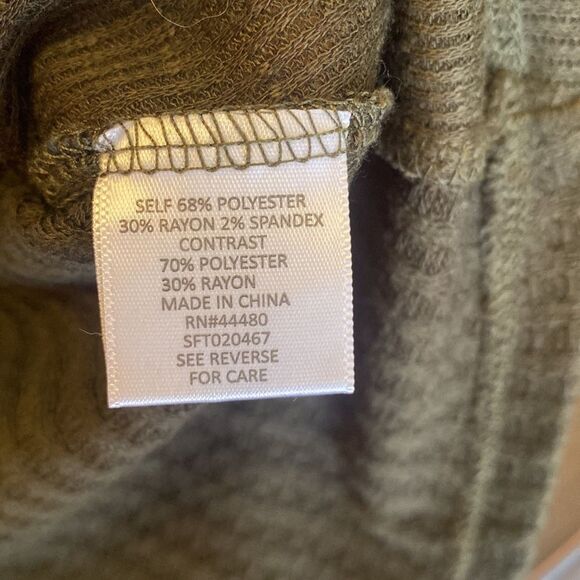 SELF 68% POLYESTER
30% RAYON 2% SPANDEX
CONTRAST
70% POLYESTER
30% RAYON
MADE IN CHINA
RN#44480
SFT020467
SEE REVERSE
FOR CARE